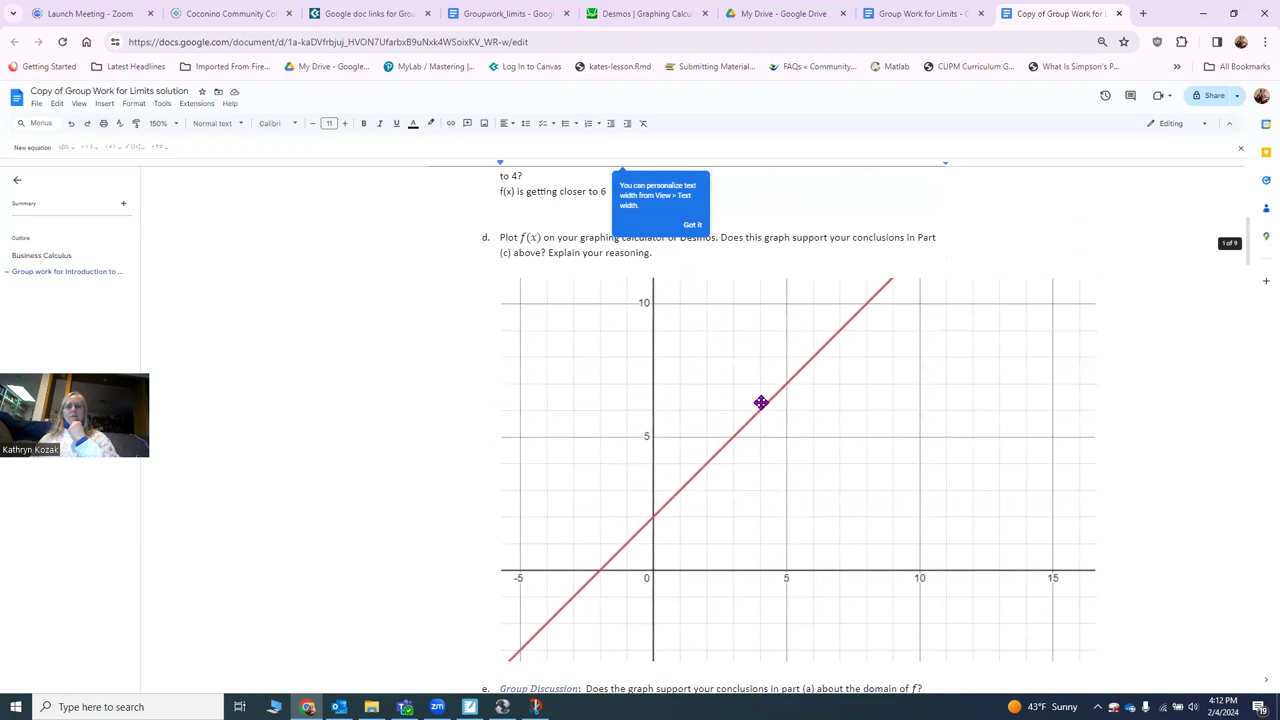 Launch Meeting - Zoom
Coconino Community Col
Google doc links for Grou
Groupwork_limits - Googl
Desmos | Graphing Calcul
My Drive - Google Drive
Group Work For Limits - G
Copy of Group Work for L
https://docs.google.com/document/d/1a-kaDVfrbjuj_HVON7UfarbxB9uNxk4WSoixKV_WR-w/edit
Getting Started
Latest Headlines
Imported From Firef...
My Drive - Google...
MyLab / Mastering |...
Log In to Canvas
kates-lesson.Rmd
Submitting Material...
FAQs « Community...
Matlab
CUPM Curriculum G...
What Is Simpson's P...
»
All Bookmarks
Copy of Group Work for Limits solution
File Edit View Insert Format Tools Extensions Help
Share
Menus
150%
Normal text
Calibri
11
Editing
New equation
Summary
Outline
Business Calculus
Group work for Introduction to ...
to 4?
f(x) is getting closer to 6
You can personalize text
width from View > Text
width.
Got it
1 of 9
d. Plot f(x) on your graphing calculator or Desmos. Does this graph support your conclusions in Part
(c) above? Explain your reasoning.
10
5
-5 0 5 10 15
Kathryn Kozak
e. Group Discussion: Does the graph support your conclusions in part (a) about the domain of f?
Type here to search
43°F Sunny
4:12 PM
2/4/2024